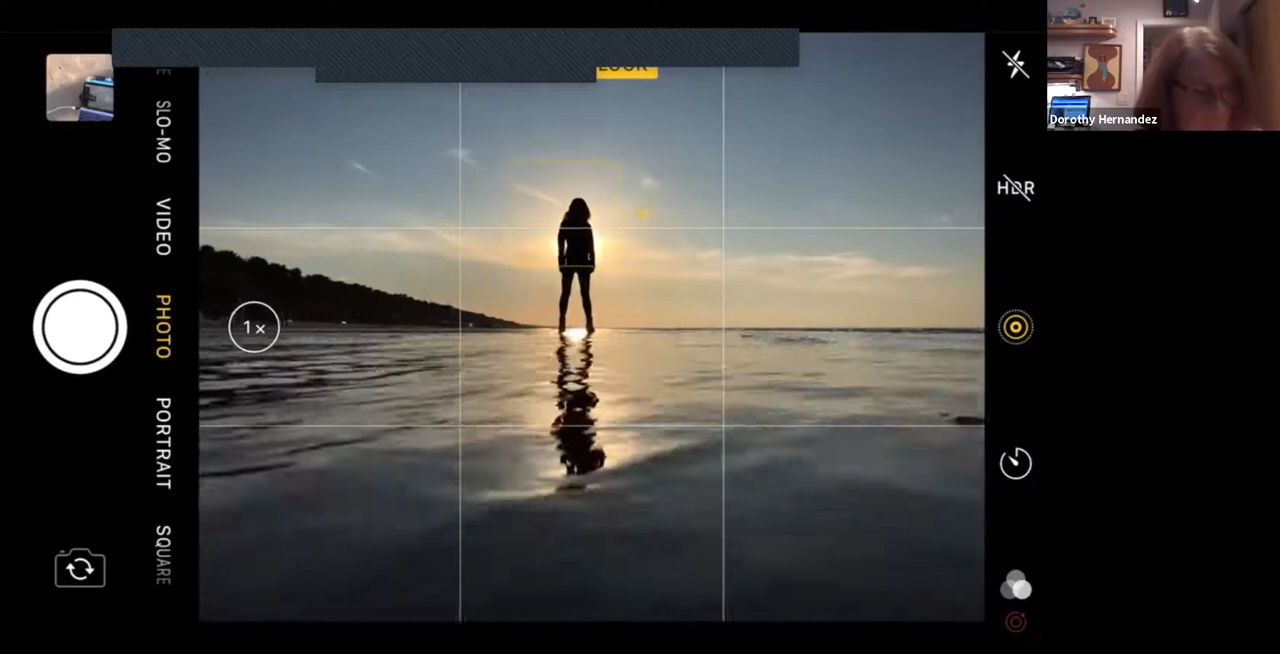 SLO-MO
VIDEO
PHOTO
PORTRAIT
SQUARE
1×
HDR
Dorothy Hernandez